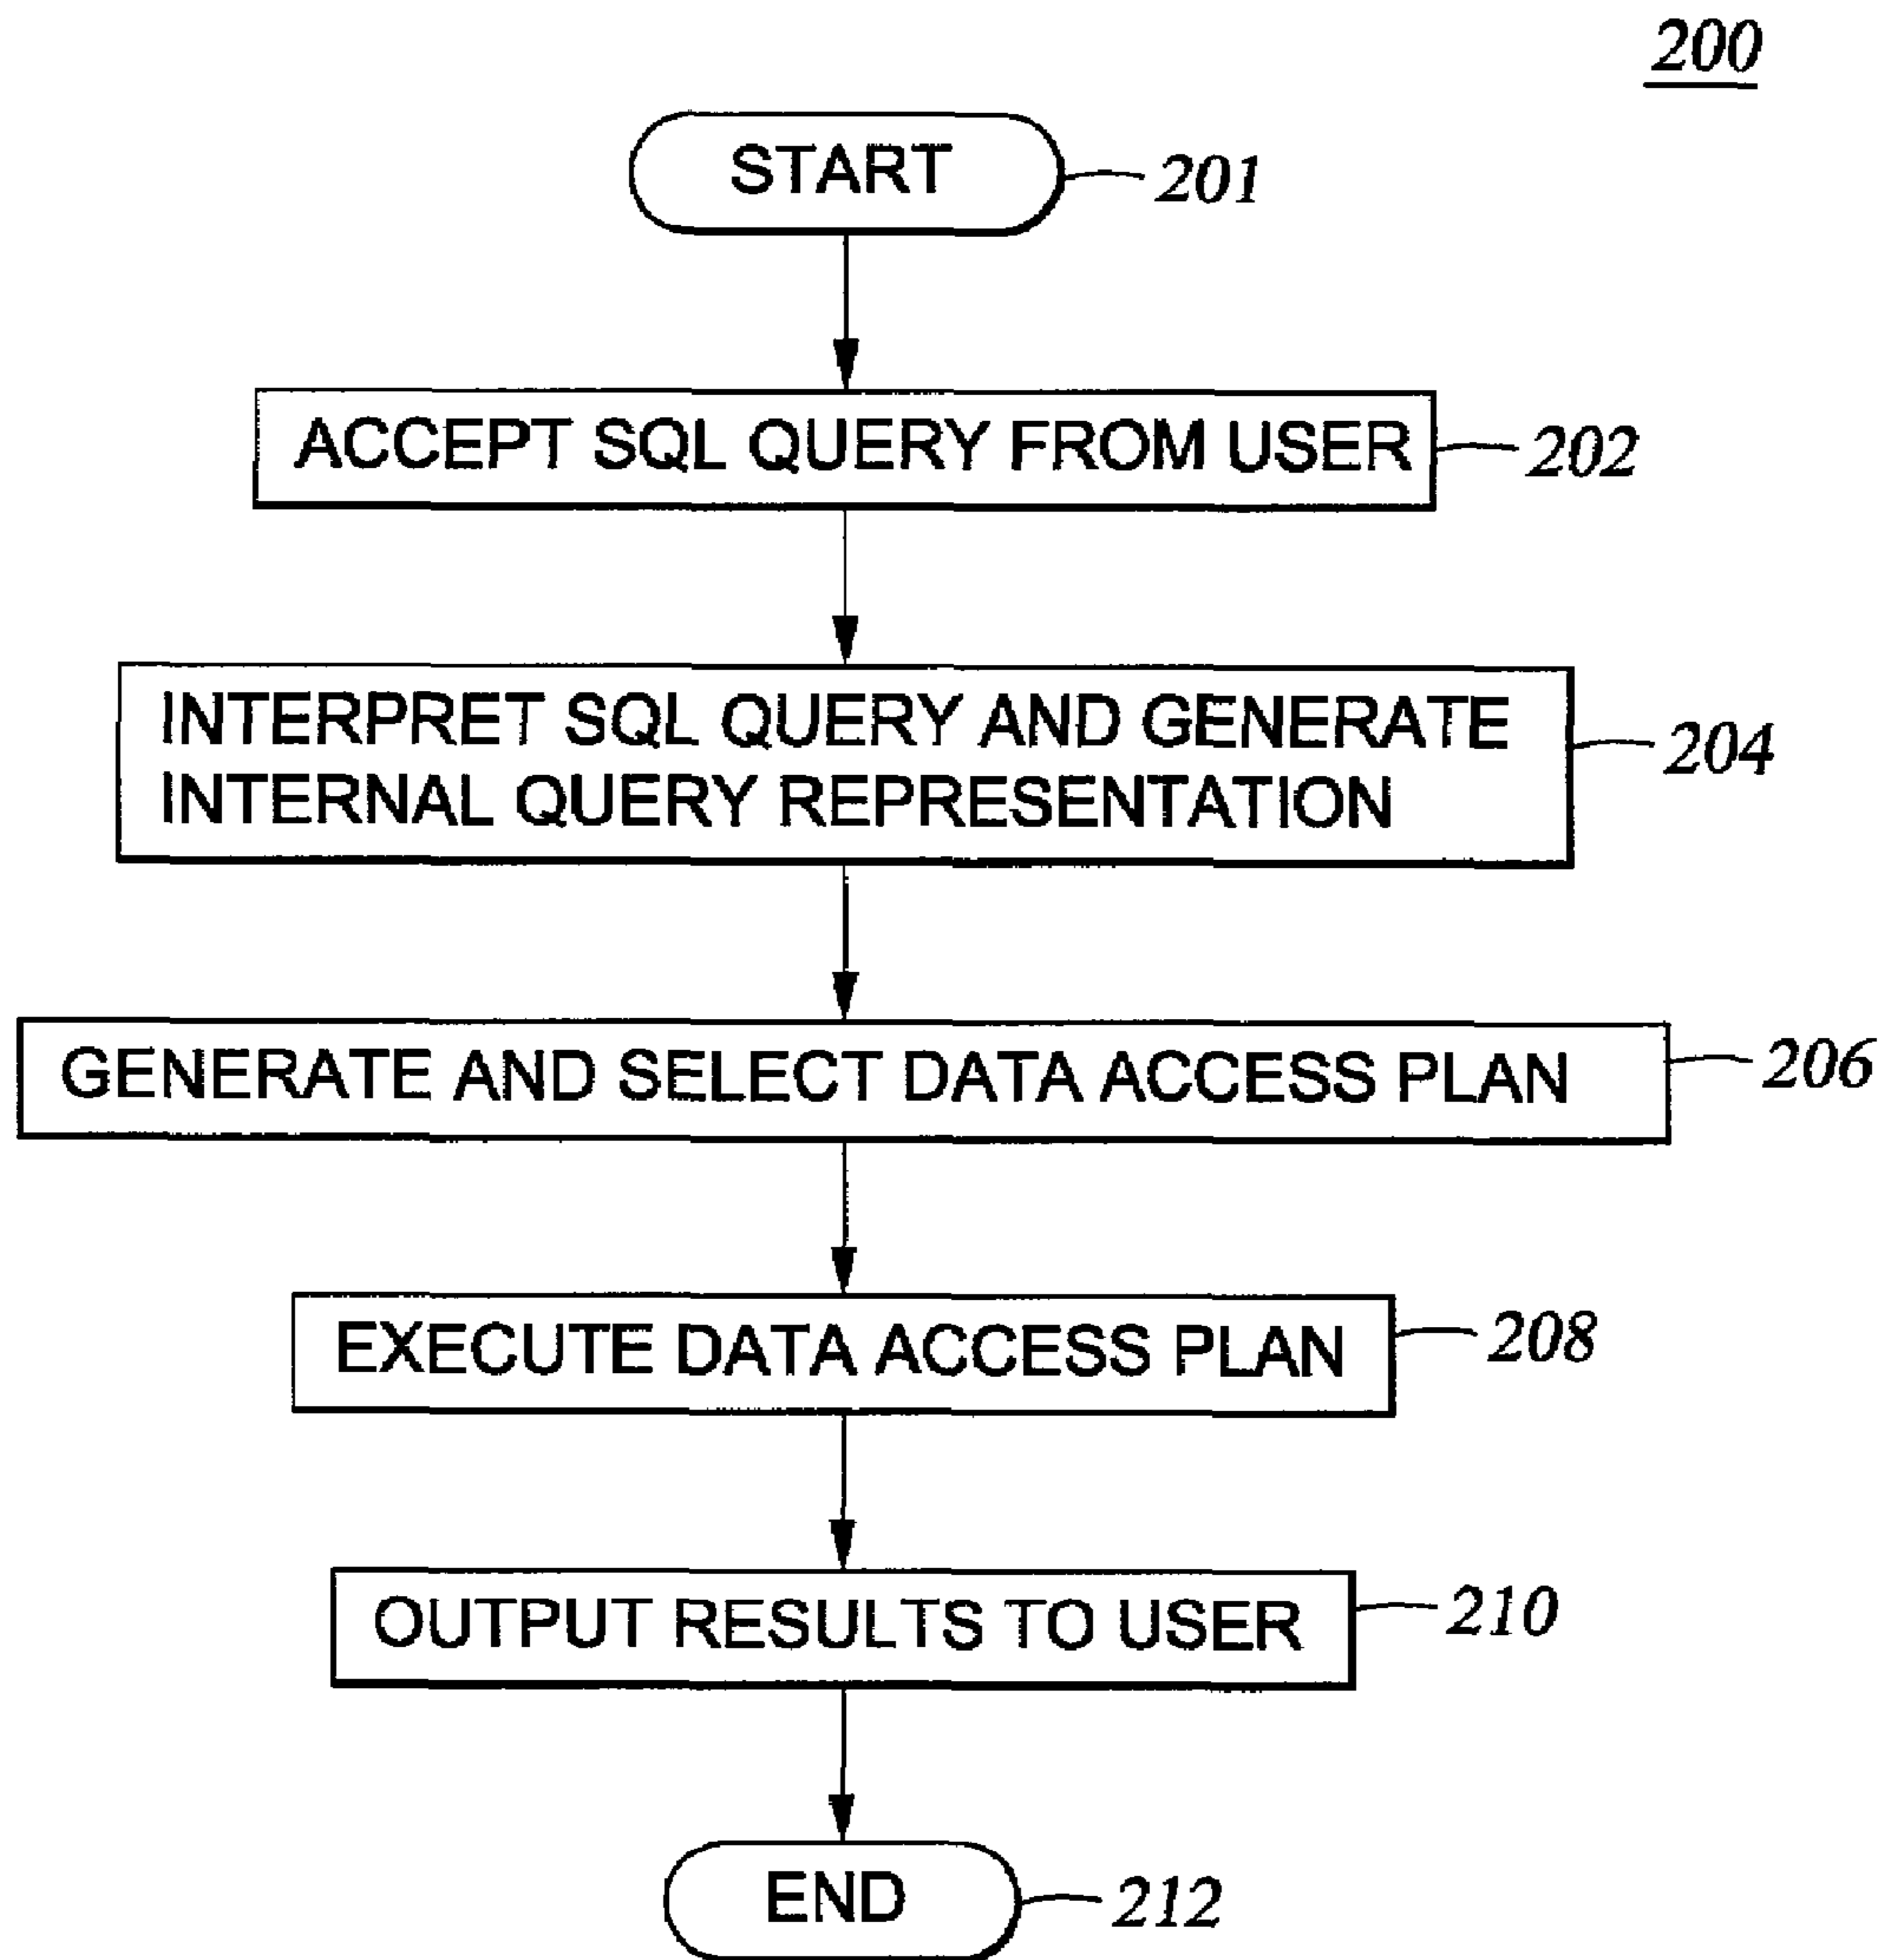 200
START
201
ACCEPT SQL QUERY FROM USER
202
INTERPRET SQL QUERY AND GENERATE
INTERNAL QUERY REPRESENTATION
204
GENERATE AND SELECT DATA ACCESS PLAN
206
EXECUTE DATA ACCESS PLAN
208
OUTPUT RESULTS TO USER
210
END
212